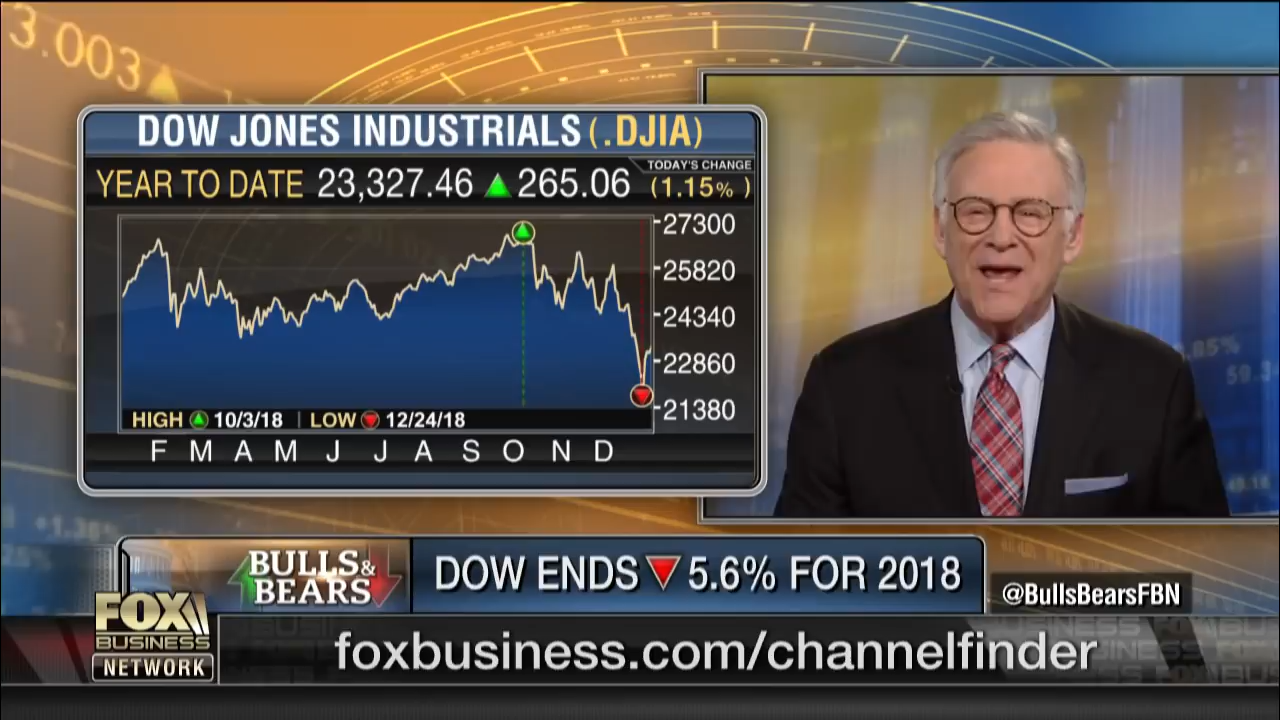 3.003
DOW JONES INDUSTRIALS (.DJIA)
TODAY'S CHANGE
YEAR TO DATE 23,327.46 265.06 (1.15%)
27300
25820
24340
22860
21380
HIGH 10/3/18 | LOW 12/24/18
F M A M J J A S O N D
BULLS&
BEARS
DOW ENDS 5.6% FOR 2018
@BullsBearsFBN
FOX
BUSINESS
NETWORK
foxbusiness.com/channelfinder